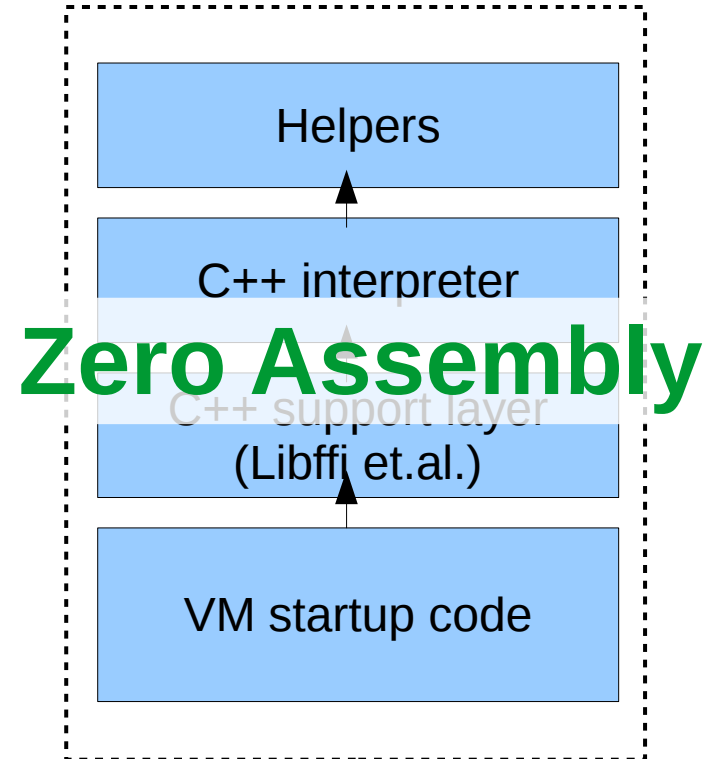 Helpers
C++ interpreter
Zero Assembly
C++ support layer
(Libffi et.al.)
VM startup code